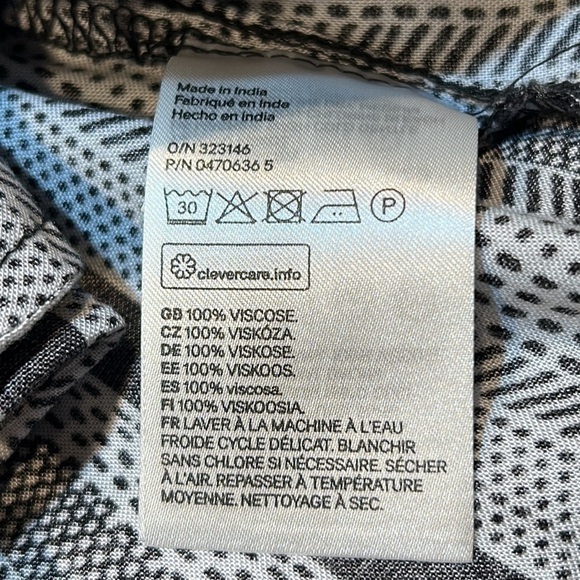 Made in India
Fabriqué en Inde
Hecho en India
O/N 323146
P/N 0470636 5
30 P
clevercare.info
GB 100% VISCOSE.
CZ 100% VISKÓZA.
DE 100% VISKOSE.
EE 100% VISKOOS.
ES 100% viscosa.
FI 100% VISKOOSIA.
FR LAVER À LA MACHINE À L'EAU
FROIDE CYCLE DÉLICAT. BLANCHIR
SANS CHLORE SI NÉCESSAIRE. SÉCHER
À L'AIR. REPASSER À TEMPÉRATURE
MOYENNE. NETTOYAGE À SEC.